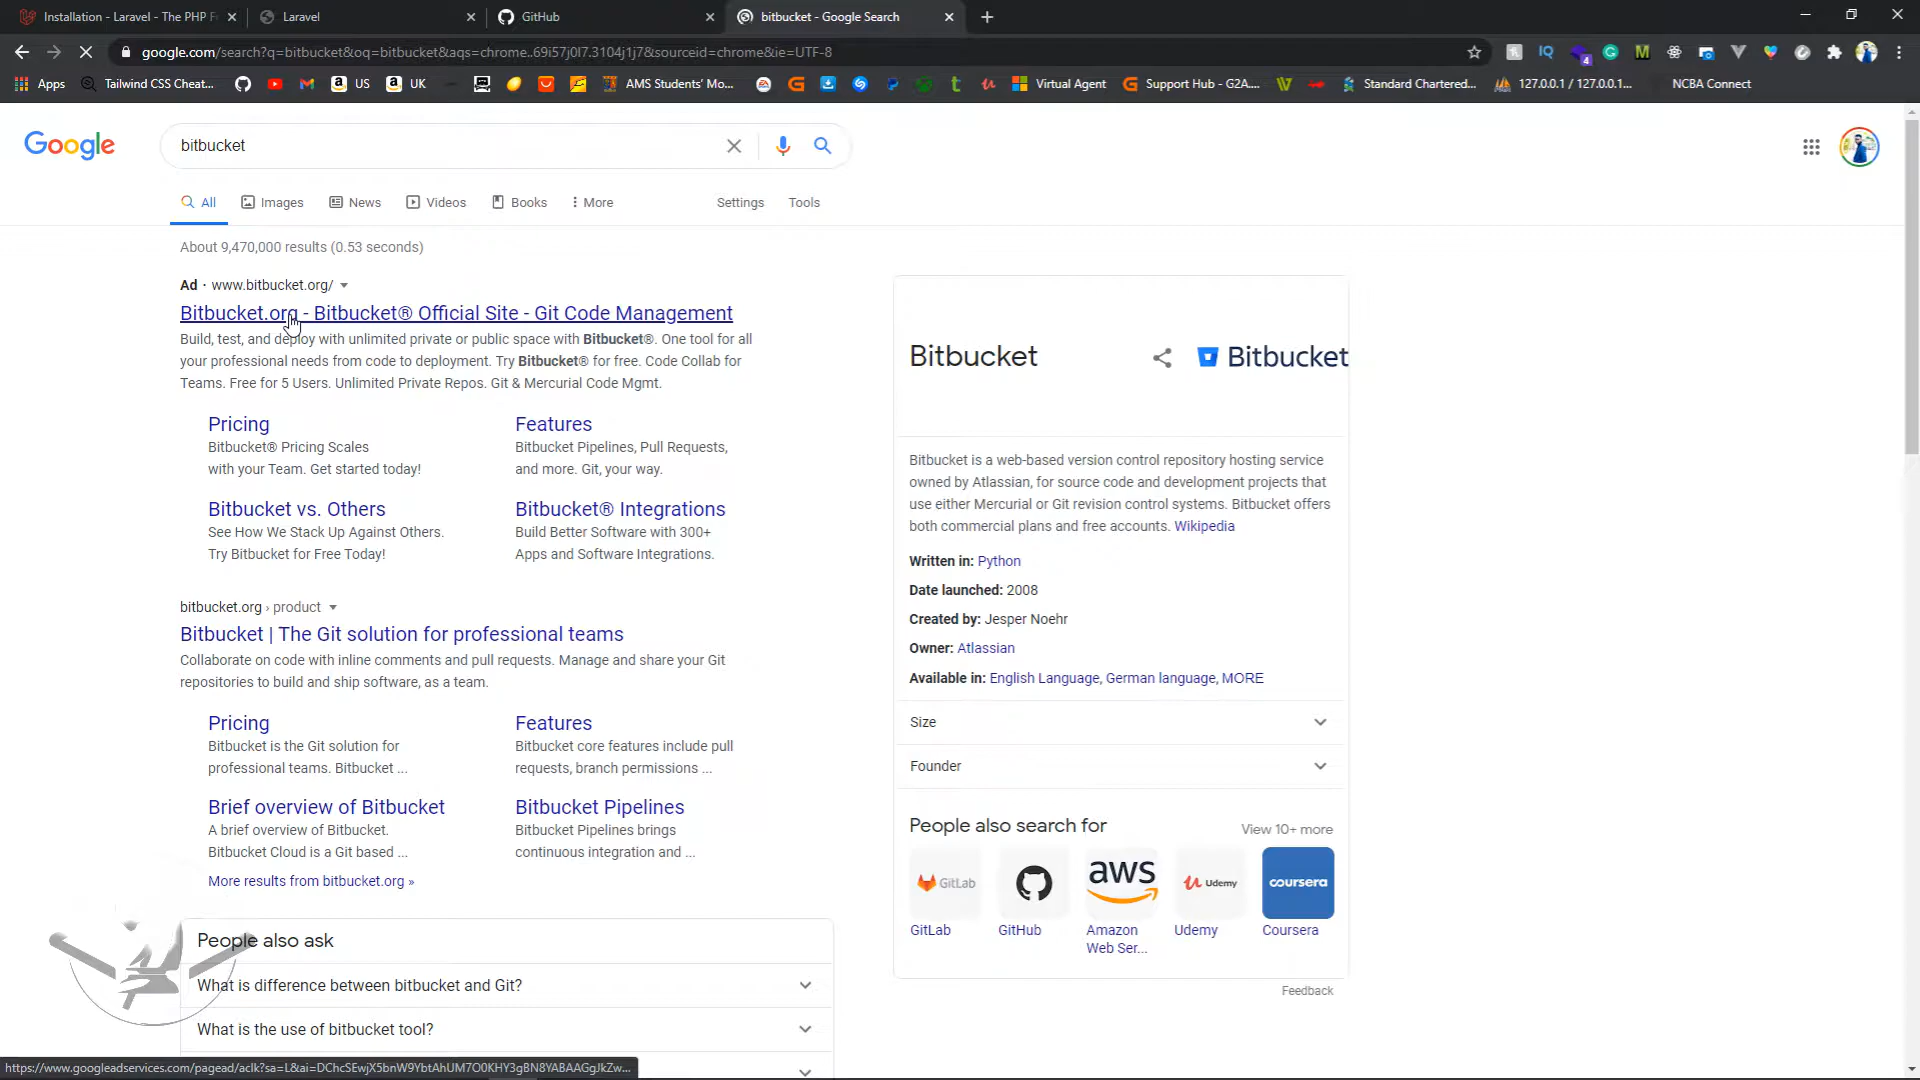 Installation - Laravel - The PHP F
Laravel
GitHub
bitbucket - Google Search
google.com/search?q=bitbucket&oq=bitbucket&aqs=chrome..69i57j0l7.3104j1j7&sourceid=chrome&ie=UTF-8
Apps
Tailwind CSS Cheat...
US
UK
AMS Students' Mo...
Virtual Agent
Support Hub - G2A....
Standard Chartered...
127.0.0.1 / 127.0.0.1...
NCBA Connect
Google
bitbucket
All
Images
News
Videos
Books
More
Settings
Tools
About 9,470,000 results (0.53 seconds)
Ad · www.bitbucket.org/
Bitbucket.org - Bitbucket® Official Site - Git Code Management
Build, test, and deploy with unlimited private or public space with Bitbucket®. One tool for all
your professional needs from code to deployment. Try Bitbucket® for free. Code Collab for
Teams. Free for 5 Users. Unlimited Private Repos. Git & Mercurial Code Mgmt.
Pricing
Bitbucket® Pricing Scales
with your Team. Get started today!
Features
Bitbucket Pipelines, Pull Requests,
and more. Git, your way.
Bitbucket vs. Others
See How We Stack Up Against Others.
Try Bitbucket for Free Today!
Bitbucket® Integrations
Build Better Software with 300+
Apps and Software Integrations.
bitbucket.org › product
Bitbucket | The Git solution for professional teams
Collaborate on code with inline comments and pull requests. Manage and share your Git
repositories to build and ship software, as a team.
Pricing
Bitbucket is the Git solution for
professional teams. Bitbucket ...
Features
Bitbucket core features include pull
requests, branch permissions ...
Brief overview of Bitbucket
A brief overview of Bitbucket.
Bitbucket Cloud is a Git based ...
Bitbucket Pipelines
Bitbucket Pipelines brings
continuous integration and ...
More results from bitbucket.org »
People also ask
What is difference between bitbucket and Git?
What is the use of bitbucket tool?
Bitbucket
Bitbucket
Bitbucket is a web-based version control repository hosting service
owned by Atlassian, for source code and development projects that
use either Mercurial or Git revision control systems. Bitbucket offers
both commercial plans and free accounts. Wikipedia
Written in: Python
Date launched: 2008
Created by: Jesper Noehr
Owner: Atlassian
Available in: English Language, German language, MORE
Size
Founder
People also search for
View 10+ more
GitLab
aws
Udemy
coursera
GitLab
GitHub
Amazon
Web Ser...
Udemy
Coursera
Feedback
https://www.googleadservices.com/pagead/aclk?sa=L&ai=DChcSEwjX5bnW9YbtAhUM7O0KHY3gBN8YABAAGgJkZw...